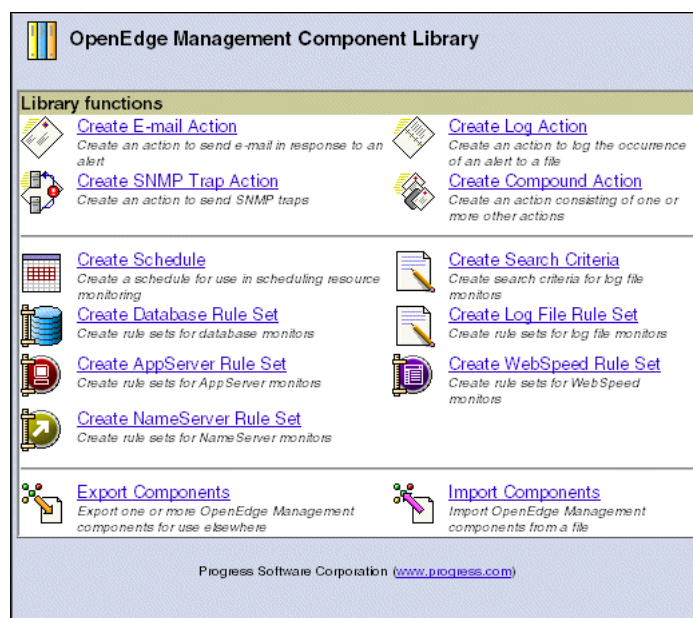 OpenEdge Management Component Library
Library functions
Create E-mail Action
Create an action to send e-mail in response to an
alert
Create Log Action
Create an action to log the occurrence
of an alert to a file
Create SNMP Trap Action
Create an action to send SNMP traps
Create Compound Action
Create an action consisting of one or
more other actions
Create Schedule
Create a schedule for use in scheduling resource
monitoring
Create Search Criteria
Create search criteria for log file
monitors
Create Database Rule Set
Create rule sets for database monitors
Create Log File Rule Set
Create rule sets for log file monitors
Create AppServer Rule Set
Create rule sets for AppServer monitors
Create WebSpeed Rule Set
Create rule sets for WebSpeed
monitors
Create NameServer Rule Set
Create rule sets for NameServer monitors
Export Components
Export one or more OpenEdge Management
components for use elsewhere
Import Components
Import OpenEdge Management
components from a file
Progress Software Corporation (www.progress.com)